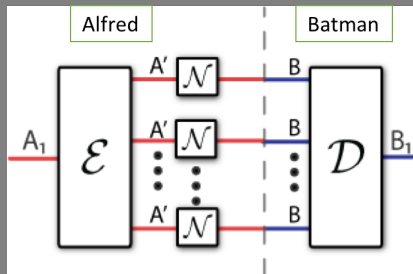 Alfred Batman
A' N B
A₁ A' N B B₁
ℰ 𝒟
A' N B